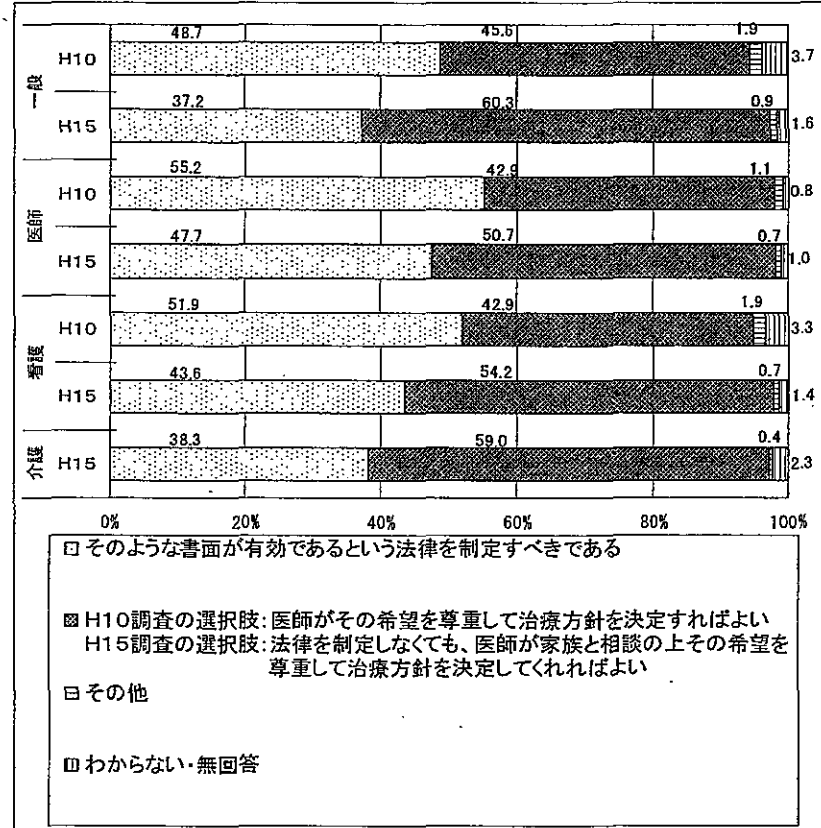 48.7 45.6 1.9
一般 H10 3.7
37.2 60.3 0.9
H15 1.6
55.2 42.9 1.1
医師 H10 0.8
47.7 50.7 0.7
H15 1.0
51.9 42.9 1.9
看護 H10 3.3
43.6 54.2 0.7
H15 1.4
38.3 59.0 0.4
介護 H15 2.3
0% 20% 40% 60% 80% 100%
そのような書面が有効であるという法律を制定すべきである
H10調査の選択肢:医師がその希望を尊重して治療方針を決定すればよい
H15調査の選択肢:法律を制定しなくても、医師が家族と相談の上その希望を
尊重して治療方針を決定してくれればよい
その他
わからない・無回答